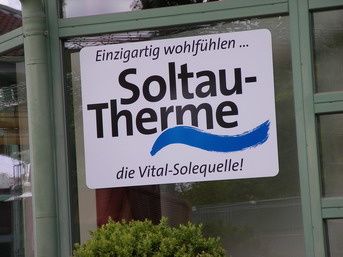 Einzigartig wohlfühlen ...
Soltau-
Therme
die Vital-Solequelle!